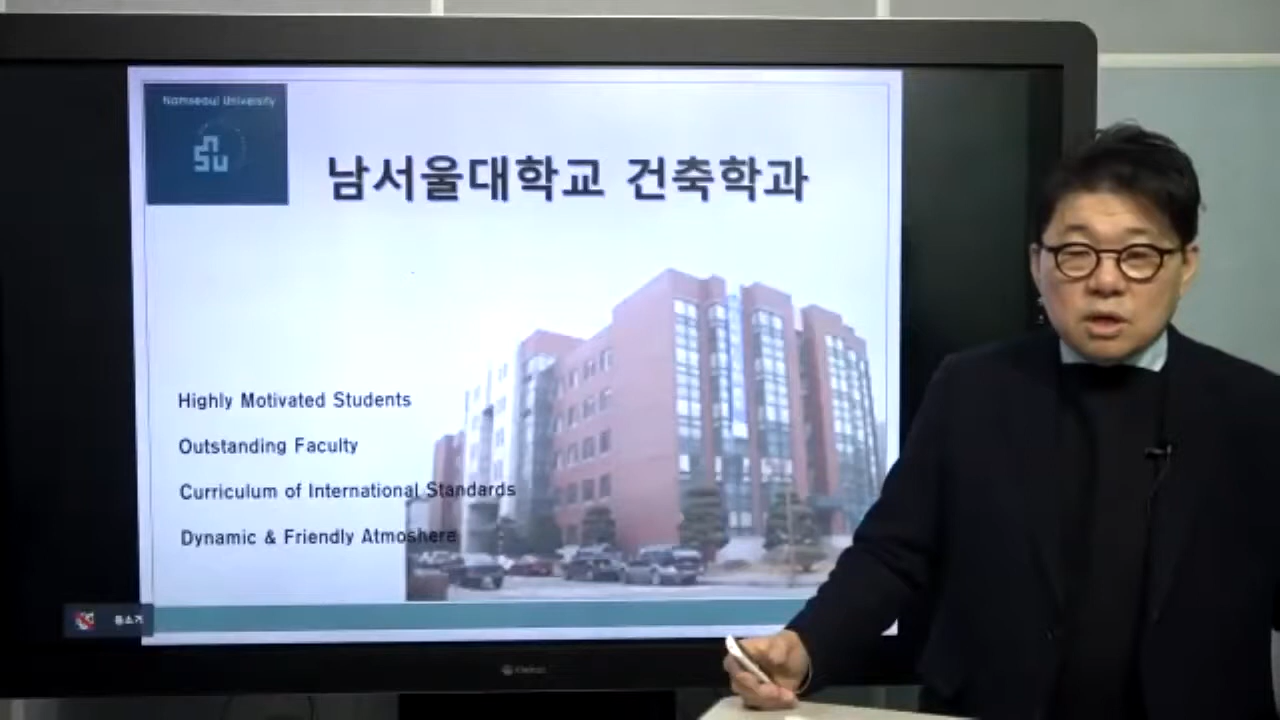 Namseoul University
nsu
남서울대학교 건축학과
Highly Motivated Students
Outstanding Faculty
Curriculum of International Standards
Dynamic & Friendly Atmoshere